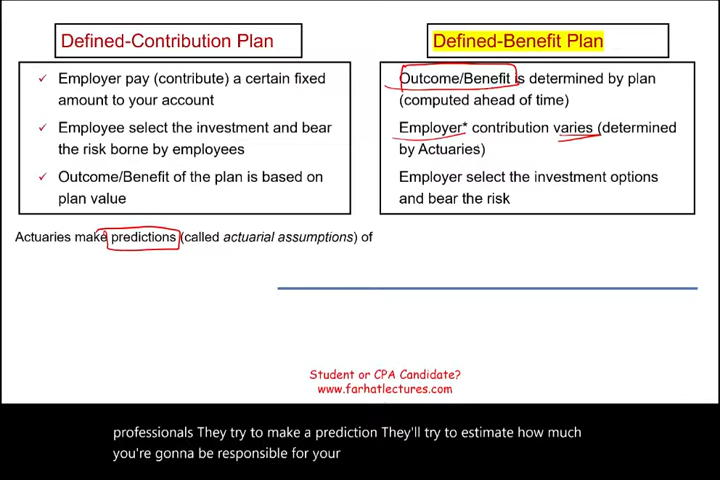 Defined-Contribution Plan
✓ Employer pay (contribute) a certain fixed
amount to your account
✓ Employee select the investment and bear
the risk borne by employees
✓ Outcome/Benefit of the plan is based on
plan value
Defined-Benefit Plan
Outcome/Benefit is determined by plan
(computed ahead of time)
Employer* contribution varies (determined
by Actuaries)
Employer select the investment options
and bear the risk
Actuaries make predictions (called actuarial assumptions) of
Student or CPA Candidate?
www.farhatlectures.com
professionals They try to make a prediction They'll try to estimate how much
you're gonna be responsible for your